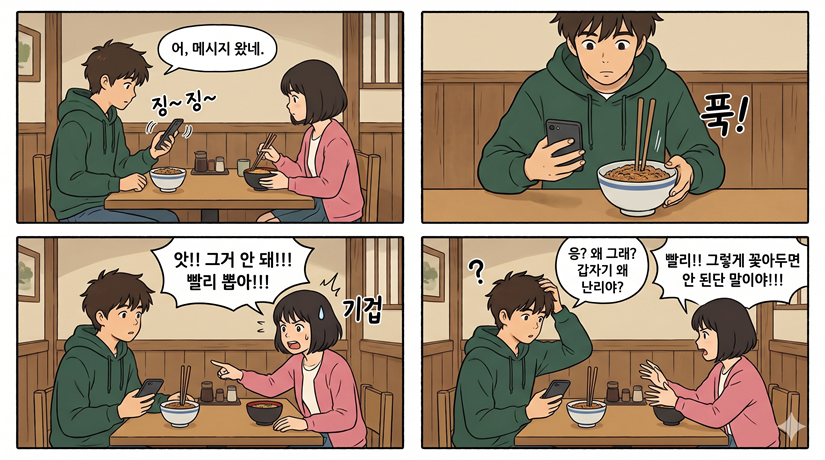 어, 메시지 왔네.
징~징~
푹!
앗!! 그거 안 돼!!!
빨리 뽑아!!!
기겁
?
응? 왜 그래?
갑자기 왜
난리야?
빨리!! 그렇게 꽂아두면
안 된단 말이야!!!